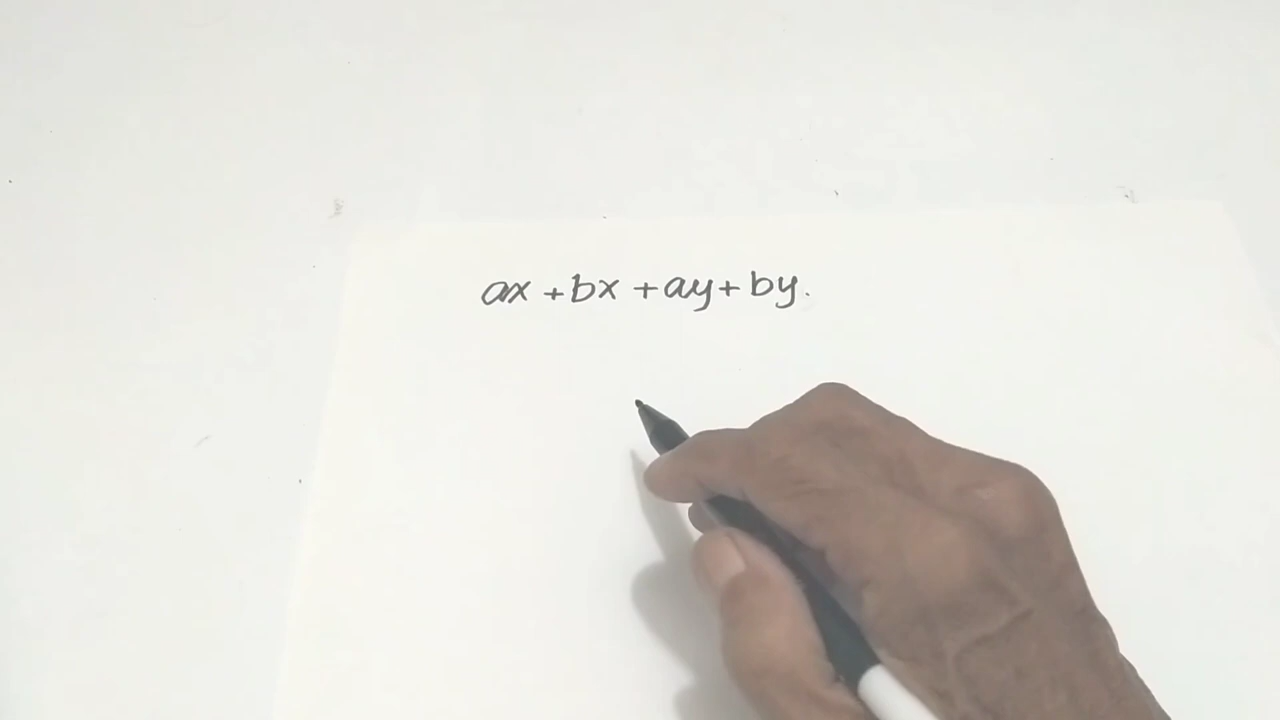 ax + bx + ay + by.